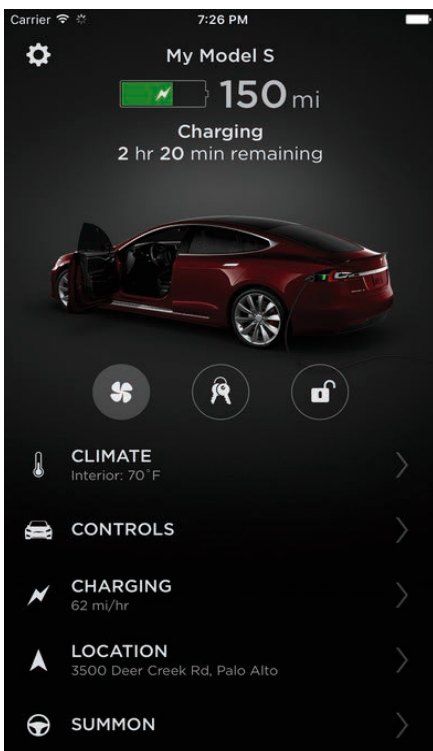 Carrier 7:26 PM
My Model S
150 mi
Charging
2 hr 20 min remaining
CLIMATE
Interior: 70°F
CONTROLS
CHARGING
62 mi/hr
LOCATION
3500 Deer Creek Rd, Palo Alto
SUMMON